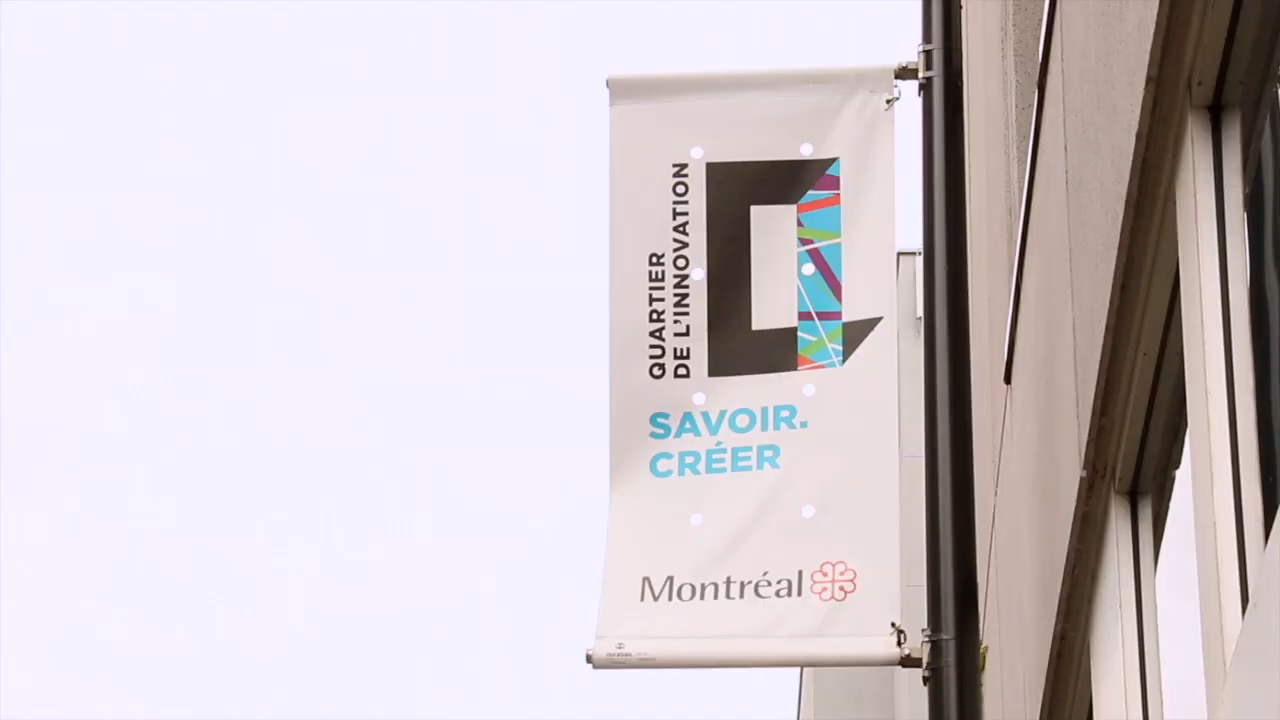 QUARTIER
DE L'INNOVATION
SAVOIR.
CRÉER
Montréal